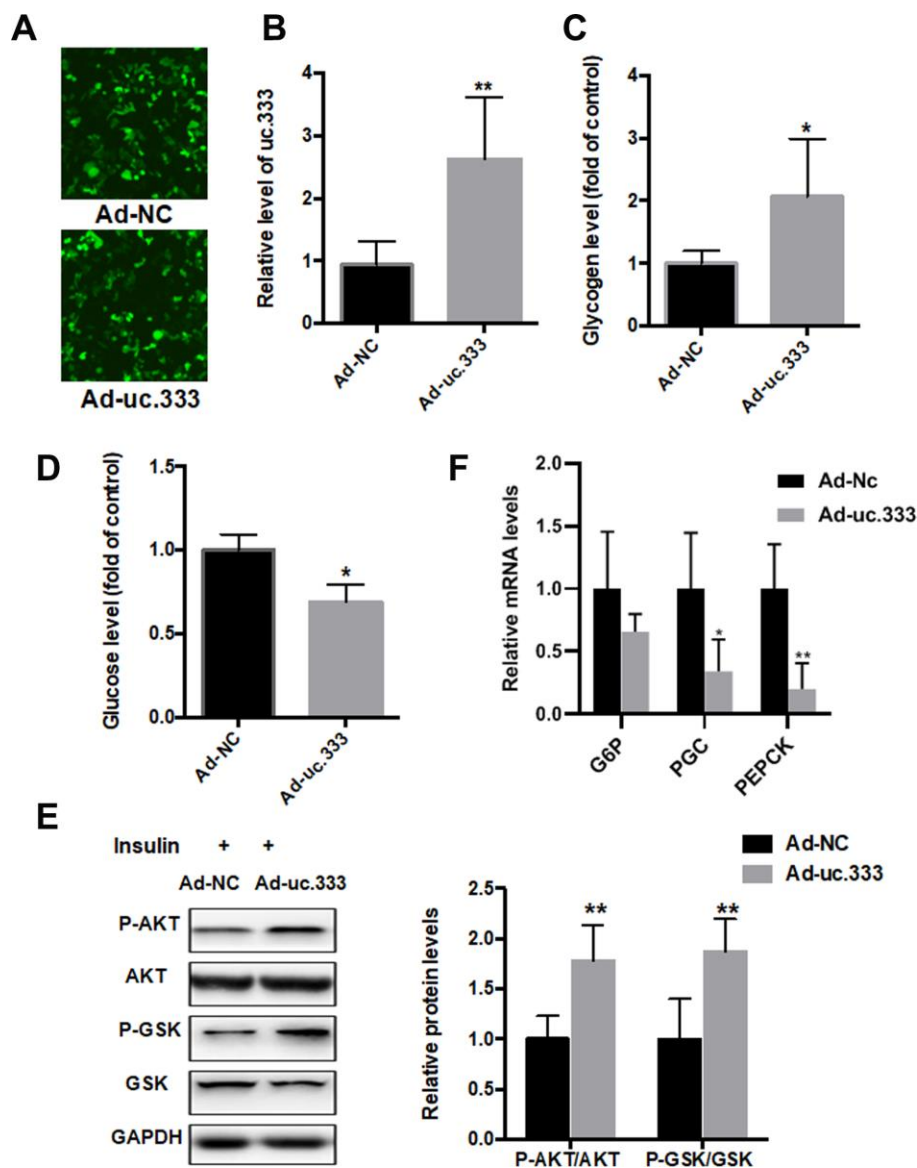 A
Ad-NC
Ad-uc.333
B
Relative level of uc.333
4
3
2
1
0
**
Ad-NC
Ad-uc.333
C
Glycogen level (fold of control)
4
3
2
1
0
*
Ad-NC
Ad-uc.333
D
Glucose level (fold of control)
1.5
1.0
0.5
0.0
*
Ad-NC
Ad-uc.333
F
Relative mRNA levels
2.0
1.5
1.0
0.5
0.0
Ad-Nc
Ad-uc.333
*
**
G6P
PGC
PEPCK
E
Insulin + +
Ad-NC Ad-uc.333
P-AKT
AKT
P-GSK
GSK
GAPDH
Ad-NC
Ad-uc.333
Relative protein levels
2.5
2.0
1.5
1.0
0.5
0.0
** **
P-AKT/AKT P-GSK/GSK